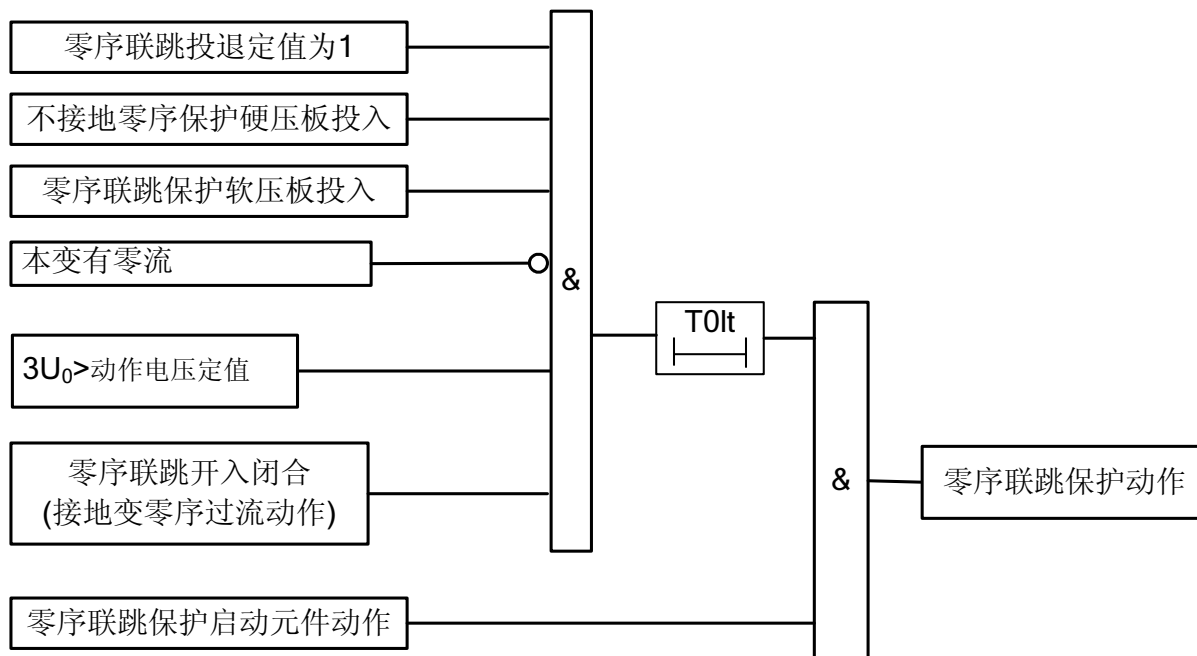 零序联跳投退定值为1
不接地零序保护硬压板投入
零序联跳保护软压板投入
本变有零流
&
T0lt
3U₀>动作电压定值
零序联跳开入闭合
(接地变零序过流动作)
&
零序联跳保护动作
零序联跳保护启动元件动作